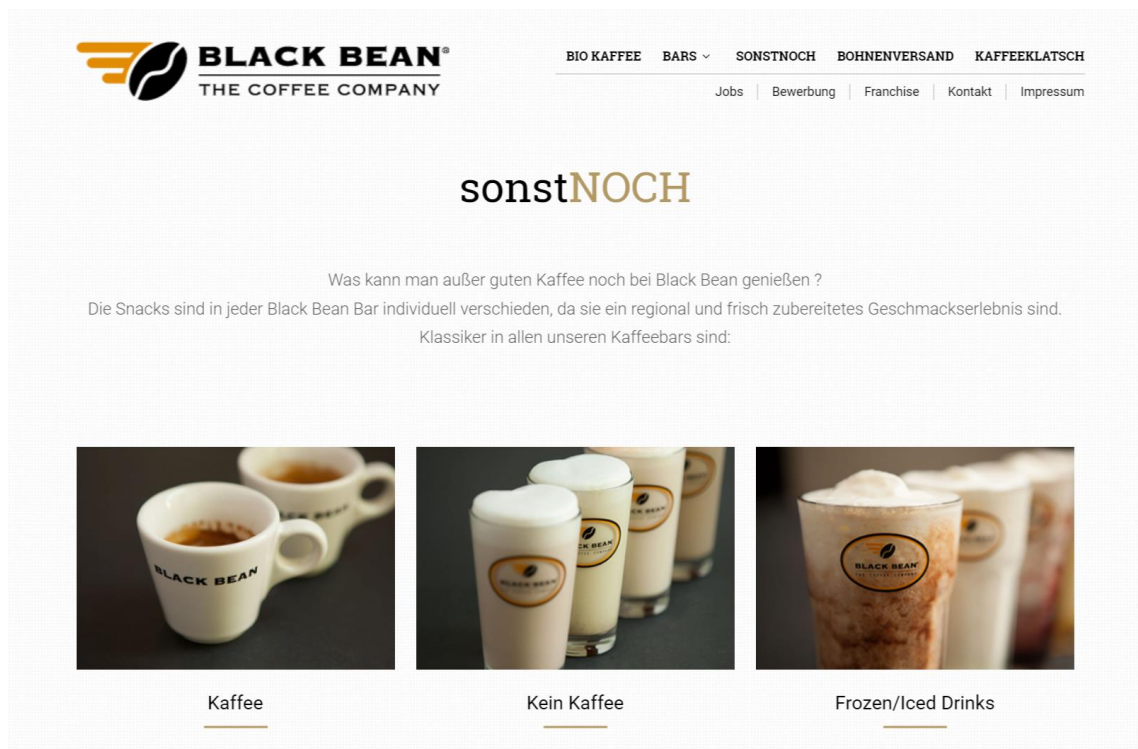 BLACK BEAN®
THE COFFEE COMPANY
BIO KAFFEE BARS SONSTNOCH BOHNENVERSAND KAFFEEKLATSCH
Jobs Bewerbung Franchise Kontakt Impressum
sonstNOCH
Was kann man außer guten Kaffee noch bei Black Bean genießen ?
Die Snacks sind in jeder Black Bean Bar individuell verschieden, da sie ein regional und frisch zubereitetes Geschmackserlebnis sind.
Klassiker in allen unseren Kaffeebars sind:
BLACK BEAN
BLACK BEAN
BLACK BEAN
THE COFFEE COMPANY
Kaffee
Kein Kaffee
Frozen/Iced Drinks